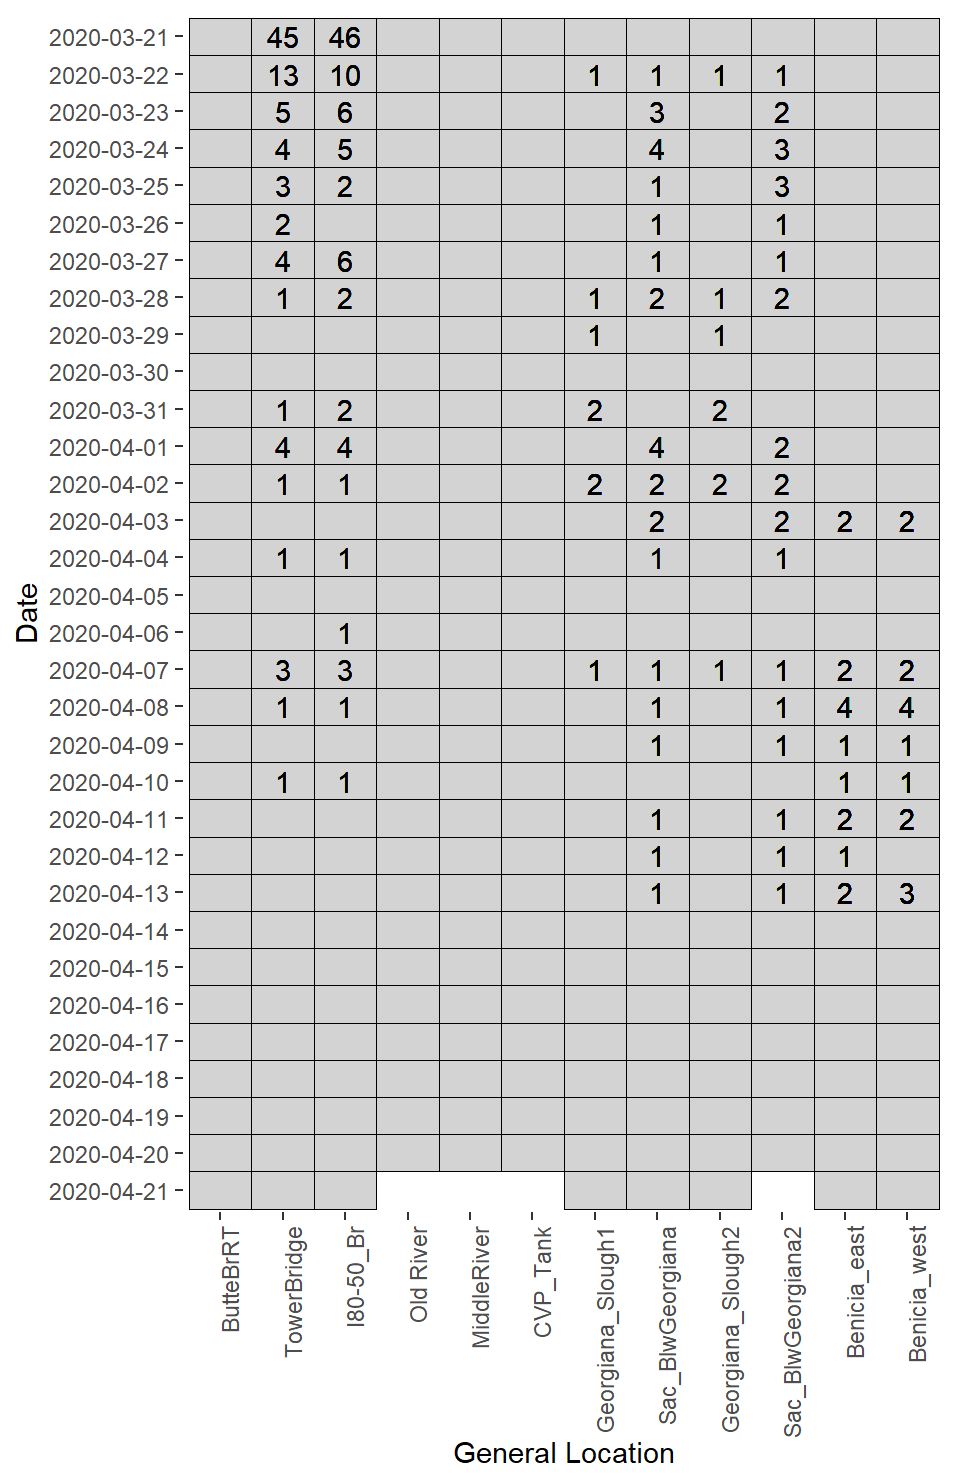 2020-03-21 45 46
2020-03-22 13 10 1 1 1 1
2020-03-23 5 6 3 2
2020-03-24 4 5 4 3
2020-03-25 3 2 1 3
2020-03-26 2 1 1
2020-03-27 4 6 1 1
2020-03-28 1 2 1 2 1 2
2020-03-29 1 1
2020-03-30
2020-03-31 1 2 2 2
2020-04-01 4 4 4 2
2020-04-02 1 1 2 2 2 2
2020-04-03 2 2 2 2
2020-04-04 1 1 1 1
2020-04-05
2020-04-06 1
2020-04-07 3 3 1 1 1 1 2 2
2020-04-08 1 1 1 1 4 4
2020-04-09 1 1 1 1
2020-04-10 1 1 1 1
2020-04-11 1 1 2 2
2020-04-12 1 1 1
2020-04-13 1 1 2 3
2020-04-14
2020-04-15
2020-04-16
2020-04-17
2020-04-18
2020-04-19
2020-04-20
2020-04-21
Date
ButteBrRT
TowerBridge
I80-50_Br
Old River
MiddleRiver
CVP_Tank
Georgiana_Slough1
Sac_BlwGeorgiana
Georgiana_Slough2
Sac_BlwGeorgiana2
Benicia_east
Benicia_west
General Location